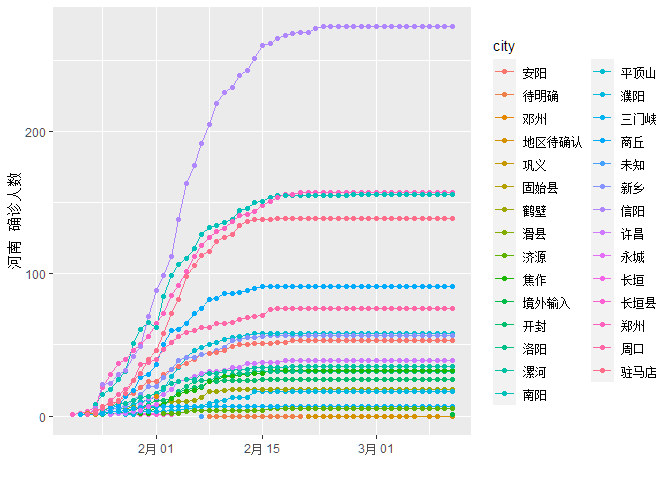 河南 确诊人数
200
100
0
2月 01
2月 15
3月 01
city
安阳
待明确
邓州
地区待确认
巩义
固始县
鹤壁
滑县
济源
焦作
境外输入
开封
洛阳
漯河
南阳
平顶山
濮阳
三门峡
商丘
未知
新乡
信阳
许昌
永城
长垣
长垣县
郑州
周口
驻马店